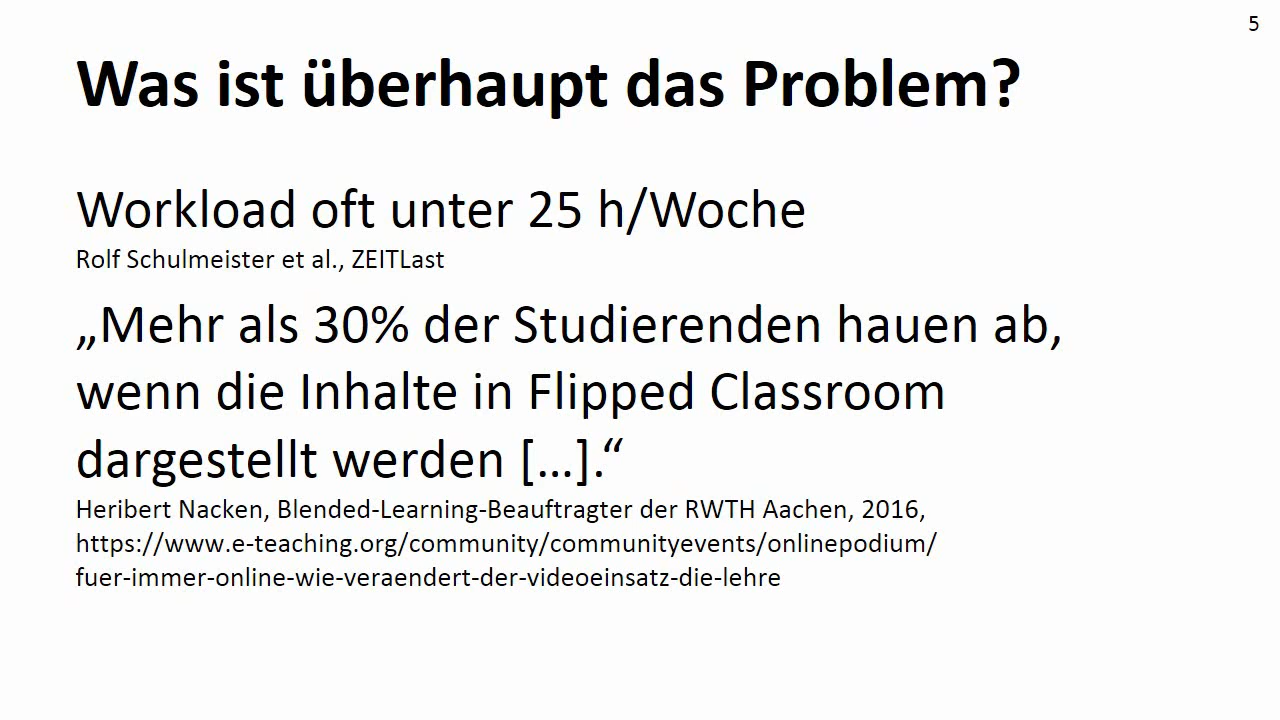 5
Was ist überhaupt das Problem?
Workload oft unter 25 h/Woche
Rolf Schulmeister et al., ZEITLast
„Mehr als 30% der Studierenden hauen ab,
wenn die Inhalte in Flipped Classroom
dargestellt werden […].“
Heribert Nacken, Blended-Learning-Beauftragter der RWTH Aachen, 2016,
https://www.e-teaching.org/community/communityevents/onlinepodium/
fuer-immer-online-wie-veraendert-der-videoeinsatz-die-lehre